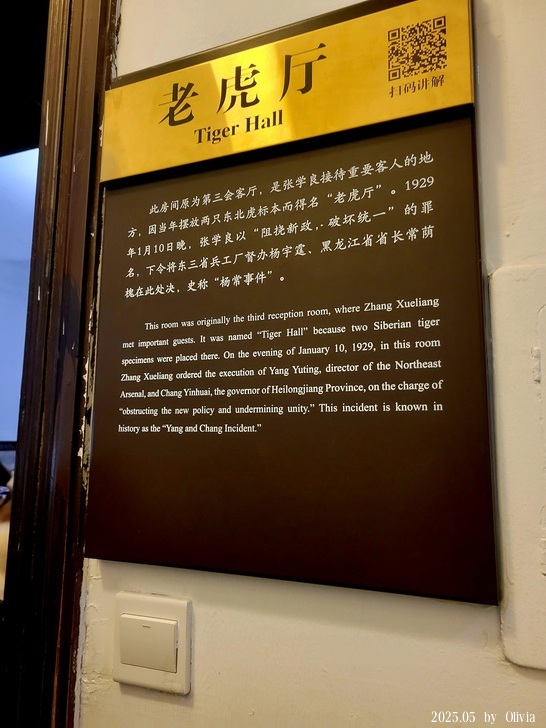 老虎厅
扫码讲解
Tiger Hall
此房间原为第三会客厅，是张学良接待重要客人的地
方，因当年摆放两只东北虎标本而得名“老虎厅”。1929
年1月10日晚，张学良以“阻挠新政，破坏统一”的罪
名，下令将东三省兵工厂督办杨宇霆、黑龙江省省长常荫
槐在此处决，史称“杨常事件”。
This room was originally the third reception room, where Zhang Xueliang
met important guests. It was named “Tiger Hall” because two Siberian tiger
specimens were placed there. On the evening of January 10, 1929, in this room
Zhang Xueliang ordered the execution of Yang Yuting, director of the Northeast
Arsenal, and Chang Yinhuai, the governor of Heilongjiang Province, on the charge of
“obstructing the new policy and undermining unity.” This incident is known in
history as the “Yang and Chang Incident.”
2025.05 by Olivia